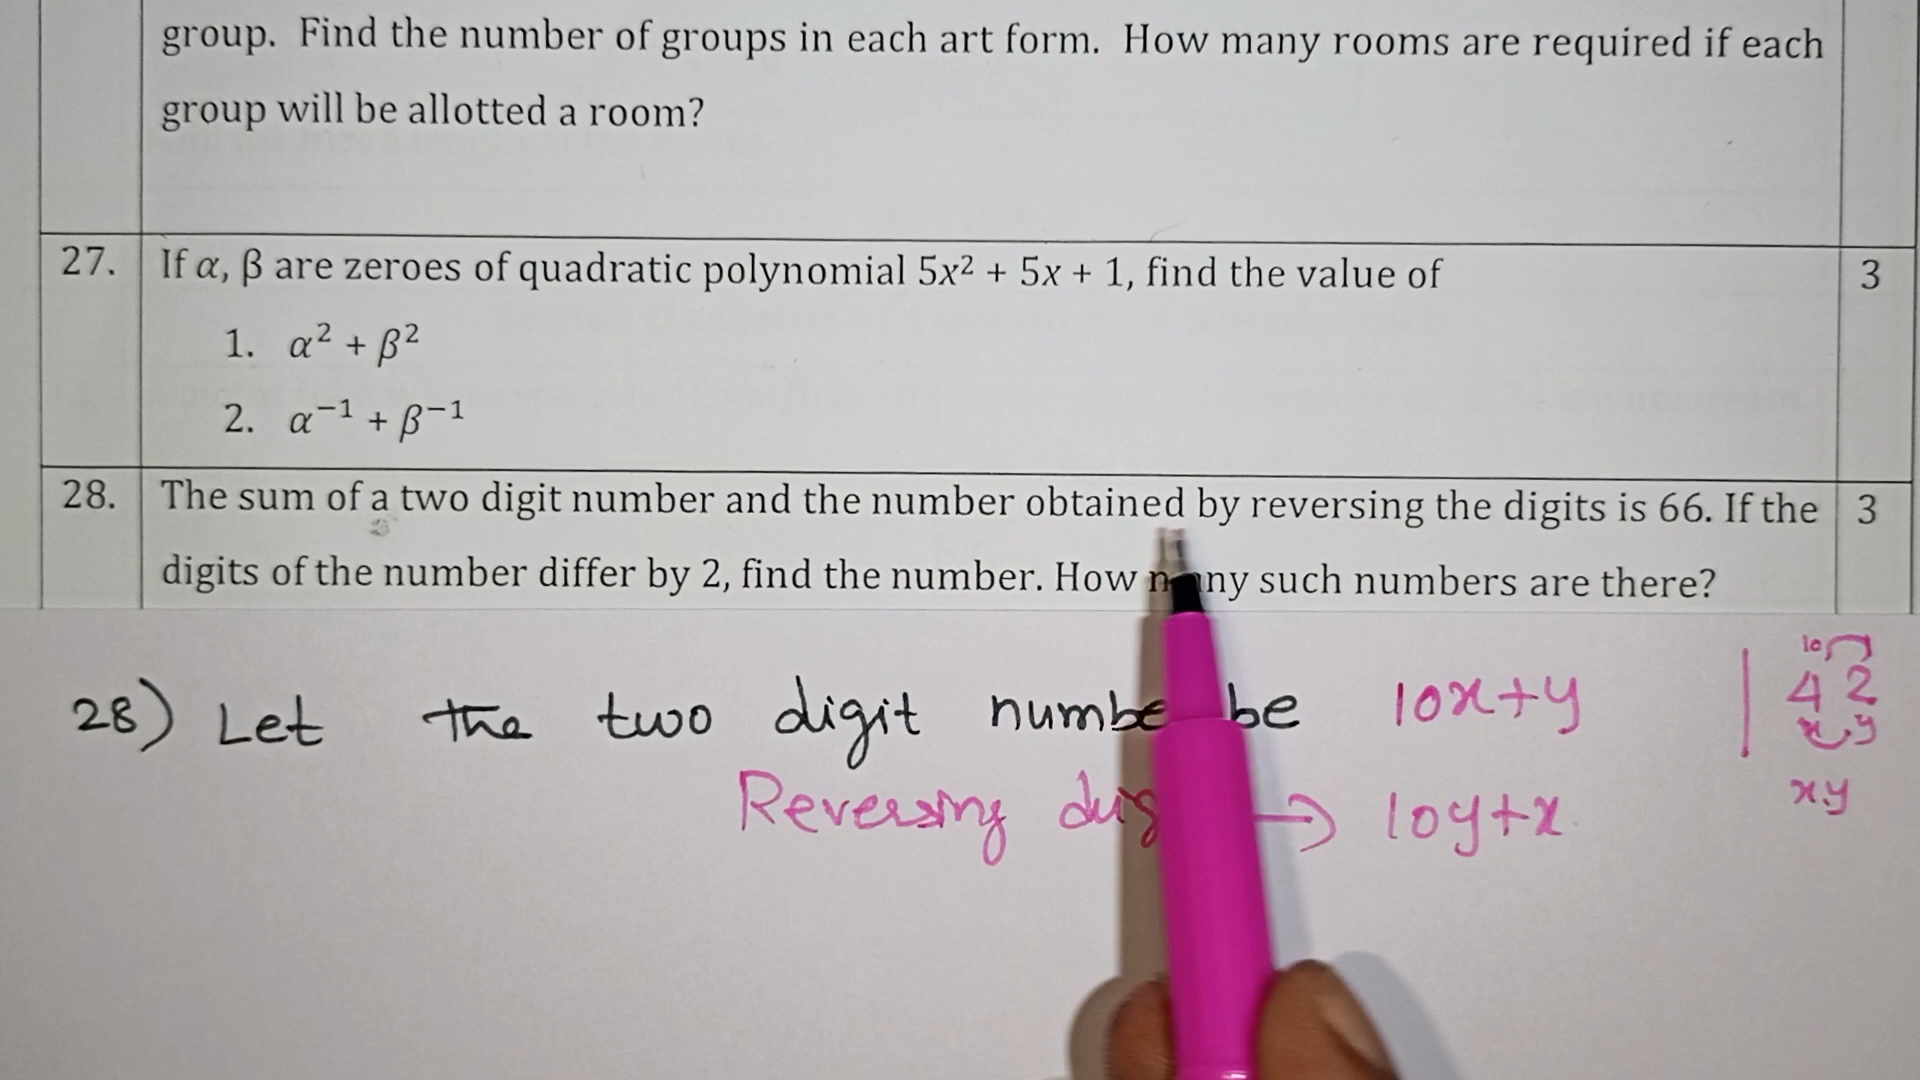 group. Find the number of groups in each art form. How many rooms are required if each
group will be allotted a room?
27. If α, β are zeroes of quadratic polynomial 5x² + 5x + 1, find the value of 3
1. α² + β²
2. α⁻¹ + β⁻¹
28. The sum of a two digit number and the number obtained by reversing the digits is 66. If the 3
digits of the number differ by 2, find the number. How many such numbers are there?
10
28) Let the two digit numbe be 10x+y | 42
x y
Reversing → 10y+x xy